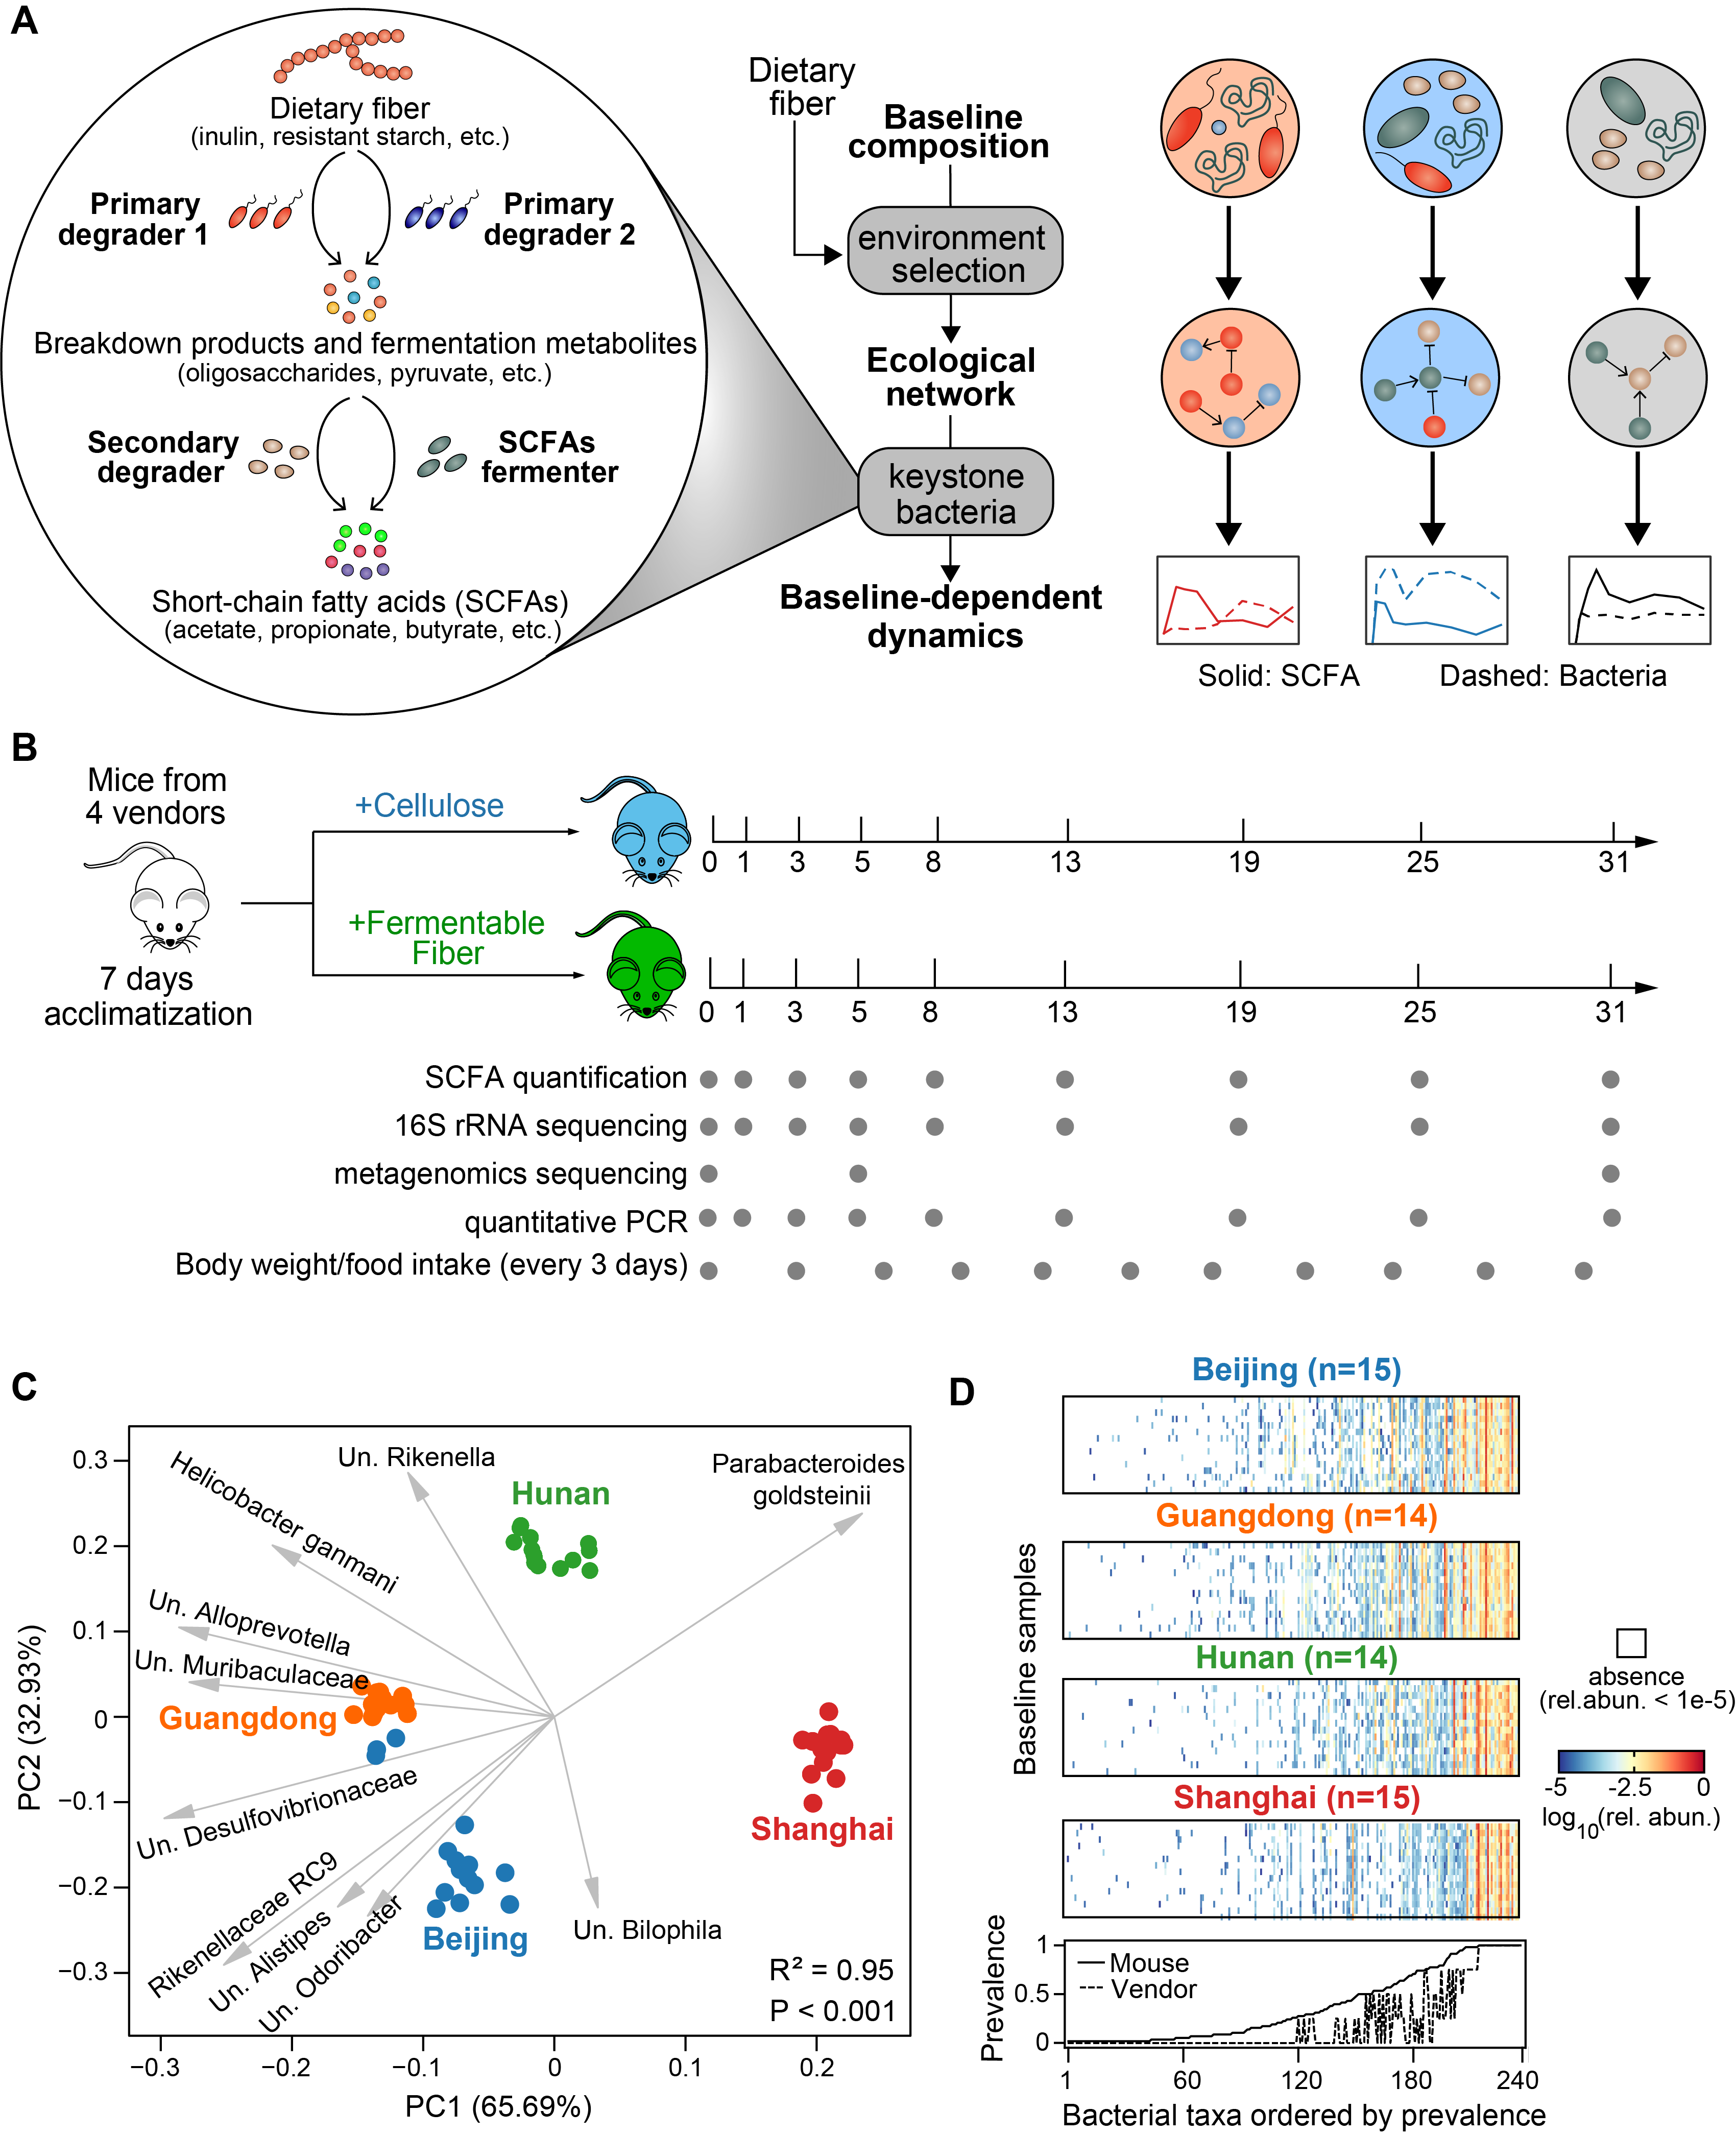 A
Dietary fiber
(inulin, resistant starch, etc.)
Primary
degrader 1
Primary
degrader 2
Breakdown products and fermentation metabolites
(oligosaccharides, pyruvate, etc.)
Secondary
degrader
SCFAs
fermenter
Short-chain fatty acids (SCFAs)
(acetate, propionate, butyrate, etc.)
Dietary
fiber
Baseline
composition
environment
selection
Ecological
network
keystone
bacteria
Baseline-dependent
dynamics
Solid: SCFA
Dashed: Bacteria
B
Mice from
4 vendors
7 days
acclimatization
+Cellulose
+Fermentable
Fiber
0 1 3 5 8 13 19 25 31
0 1 3 5 8 13 19 25 31
SCFA quantification
16S rRNA sequencing
metagenomics sequencing
quantitative PCR
Body weight/food intake (every 3 days)
C
PC2 (32.93%)
0.3
0.2
0.1
0
−0.1
−0.2
−0.3
Un. Rikenella
Helicobacter ganmani
Hunan
Parabacteroides
goldsteinii
Un. Alloprevotella
Un. Muribaculaceae
Guangdong
Un. Desulfovibrionaceae
Shanghai
Rikenellaceae RC9
Un. Alistipes
Un. Odoribacter
Beijing
Un. Bilophila
R² = 0.95
P < 0.001
−0.3 −0.2 −0.1 0 0.1 0.2
PC1 (65.69%)
D
Beijing (n=15)
Guangdong (n=14)
Hunan (n=14)
Shanghai (n=15)
Baseline samples
absence
(rel.abun. < 1e-5)
-5 -2.5 0
log10(rel. abun.)
Prevalence
1
0.5
0
Mouse
Vendor
1 60 120 180 240
Bacterial taxa ordered by prevalence